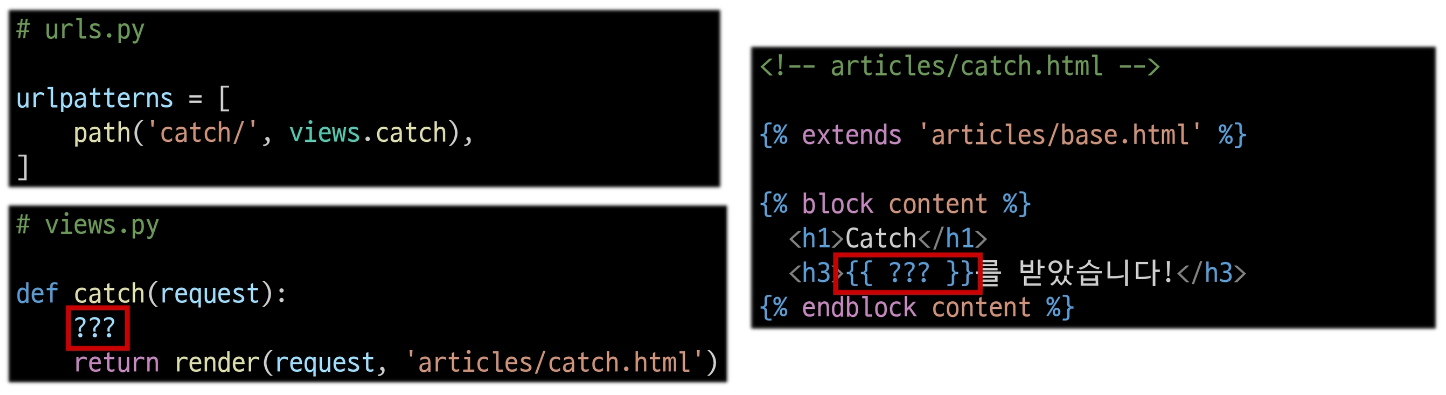 # urls.py
urlpatterns = [
    path('catch/', views.catch),
]
# views.py
def catch(request):
    ???
    return render(request, 'articles/catch.html')
<!-- articles/catch.html -->
{% extends 'articles/base.html' %}
{% block content %}
  <h1>Catch</h1>
  <h3>{{ ??? }}를 받았습니다!</h3>
{% endblock content %}